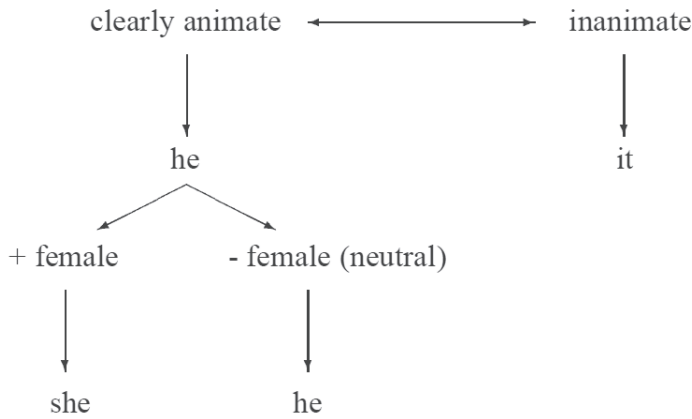 clearly animate inanimate
he it
+ female - female (neutral)
she he